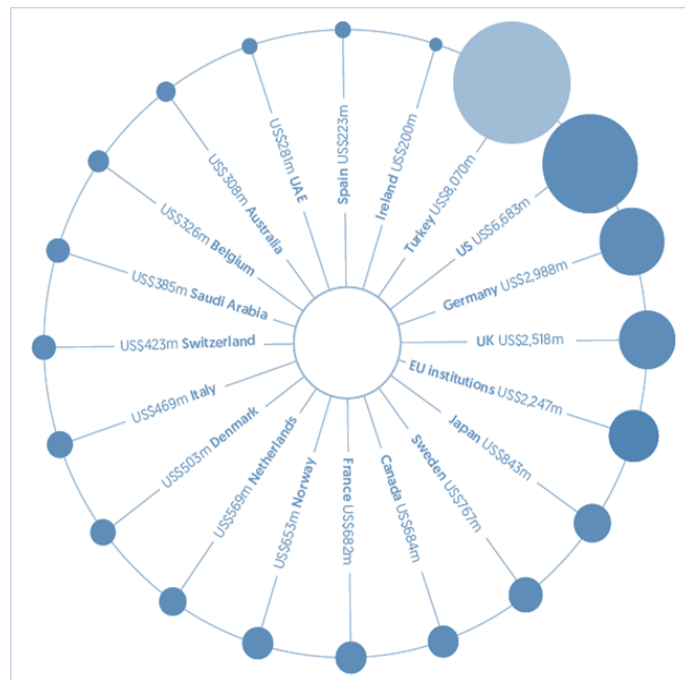 Turkey US$8,070m
US US$6,683m
Germany US$2,988m
UK US$2,518m
EU institutions US$2,247m
Japan US$843m
Sweden US$767m
Canada US$684m
France US$682m
US$653m Norway
US$569m Netherlands
US$503m Denmark
US$469m Italy
US$423m Switzerland
US$385m Saudi Arabia
US$326m Belgium
US$308m Australia
US$281m UAE
Spain US$223m
Ireland US$200m